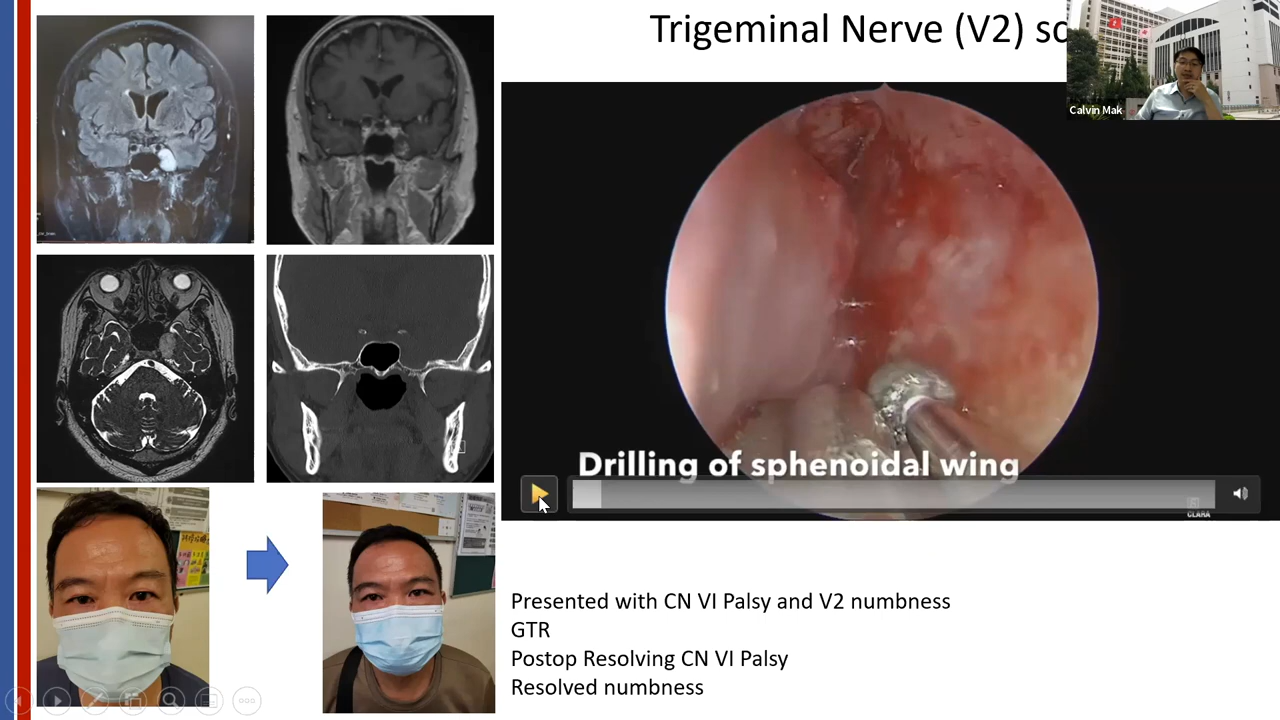 Trigeminal Nerve (V2) sc
Calvin Mak
Drilling of sphenoidal wing
CLARA
Presented with CN VI Palsy and V2 numbness
GTR
Postop Resolving CN VI Palsy
Resolved numbness